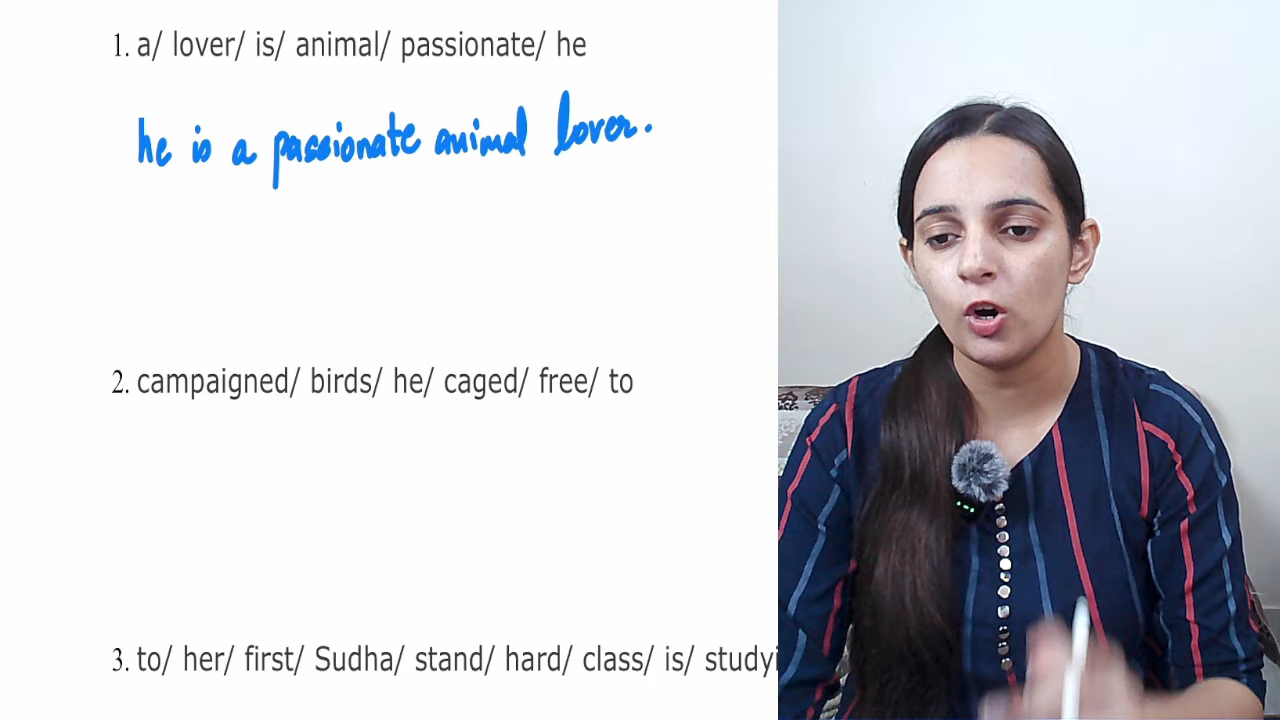 1. a/ lover/ is/ animal/ passionate/ he
he is a passionate animal lover.
2. campaigned/ birds/ he/ caged/ free/ to
3. to/ her/ first/ Sudha/ stand/ hard/ class/ is/ studyi